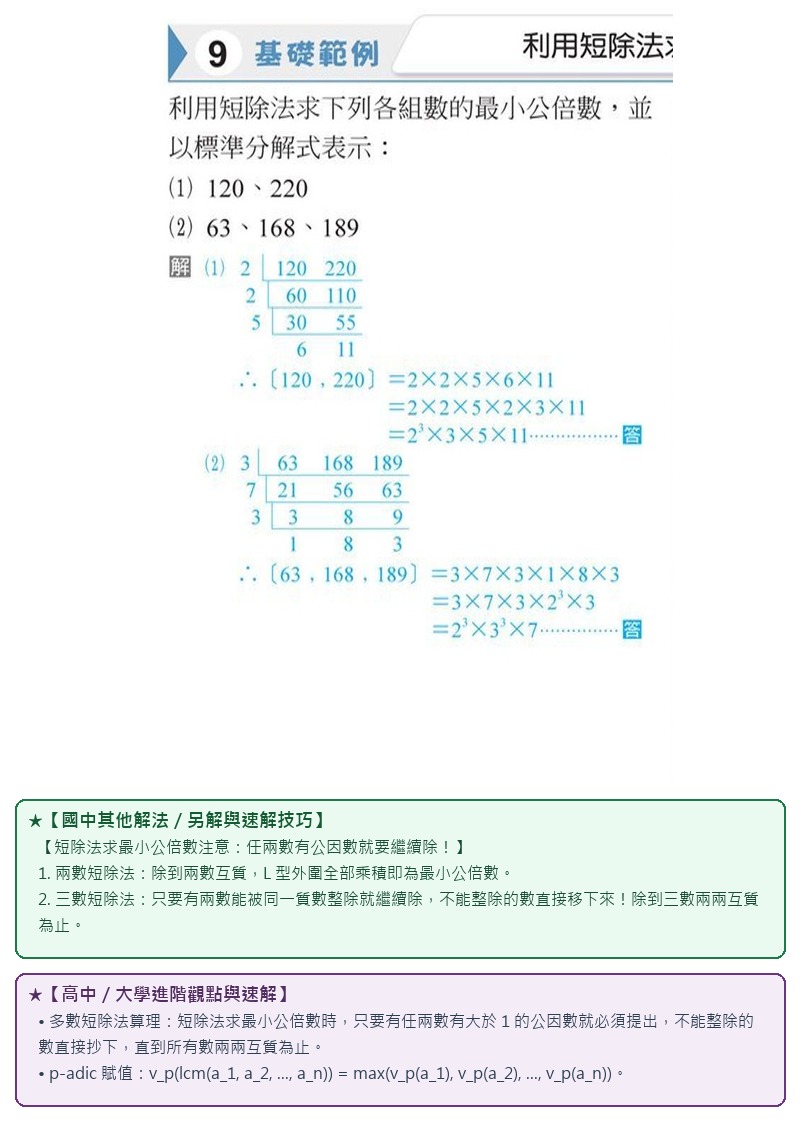 9 基礎範例 利用短除法求
利用短除法求下列各組數的最小公倍數，並
以標準分解式表示：
⑴ 120、220
⑵ 63、168、189
解 ⑴ 2 120 220
2 60 110
5 30 55
6 11
∴〔120，220〕＝2×2×5×6×11
＝2×2×5×2×3×11
＝2³×3×5×11⋯⋯⋯⋯⋯⋯ 答
⑵ 3 63 168 189
7 21 56 63
3 3 8 9
1 8 3
∴〔63，168，189〕＝3×7×3×1×8×3
＝3×7×3×2³×3
＝2³×3³×7⋯⋯⋯⋯⋯ 答
★【國中其他解法 / 另解與速解技巧】
【短除法求最小公倍數注意：任兩數有公因數就要繼續除！】
1. 兩數短除法：除到兩數互質，L 型外圍全部乘積即為最小公倍數。
2. 三數短除法：只要有兩數能被同一質數整除就繼續除，不能整除的數直接移下來！除到三數兩兩互質
為止。
★【高中 / 大學進階觀點與速解】
• 多數短除法算理：短除法求最小公倍數時，只要有任兩數有大於 1 的公因數就必須提出，不能整除的
數直接抄下，直到所有數兩兩互質為止。
• p-adic 賦值：v_p(lcm(a_1, a_2, ..., a_n)) = max(v_p(a_1), v_p(a_2), ..., v_p(a_n))。